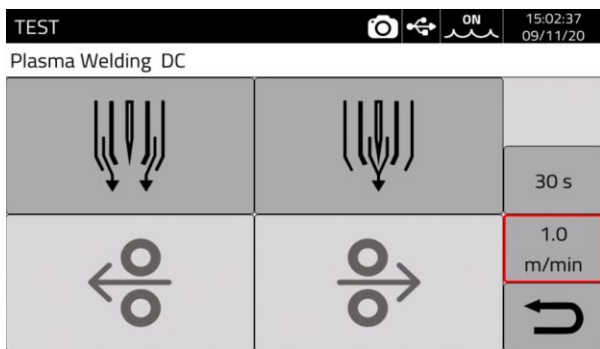 TEST
ON
15:02:37
09/11/20
Plasma Welding DC
30 s
1.0
m/min